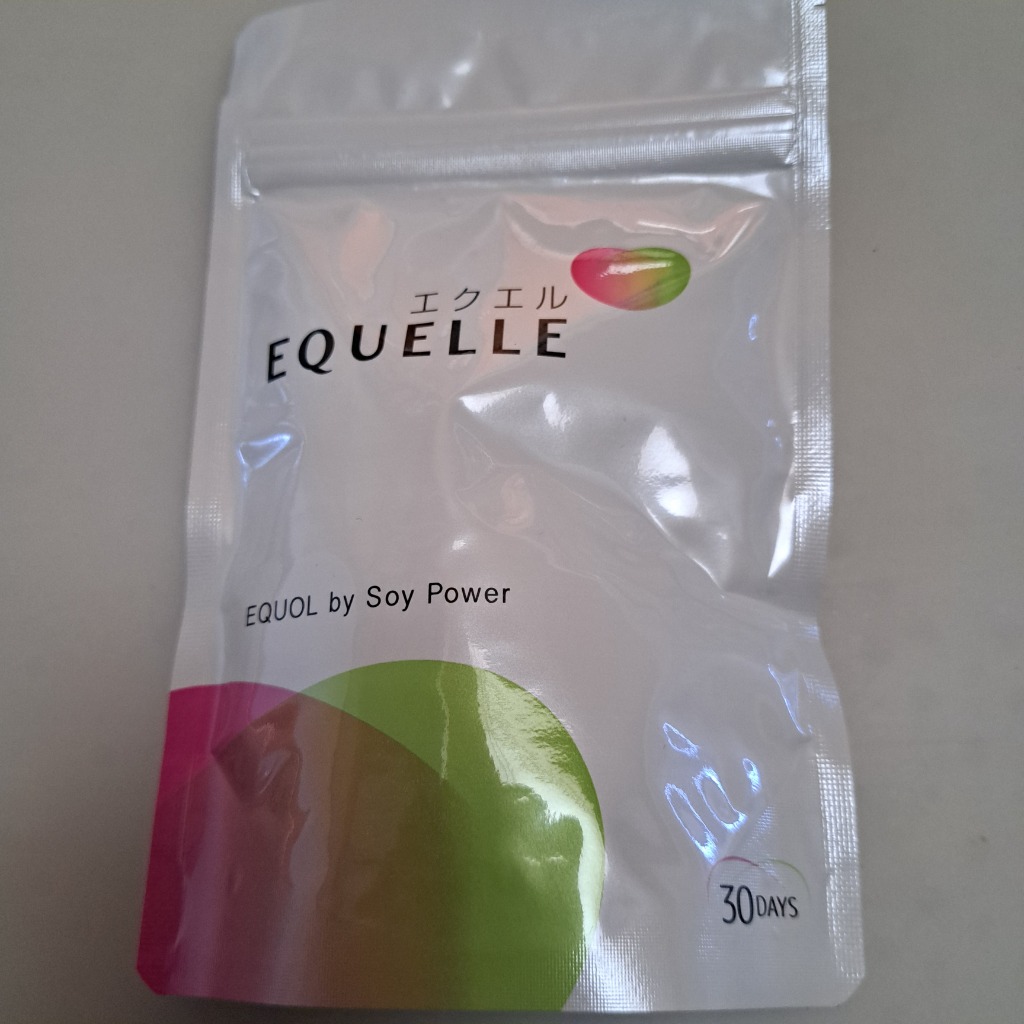 エクエル
EQUELLE
EQUOL by Soy Power
30DAYS